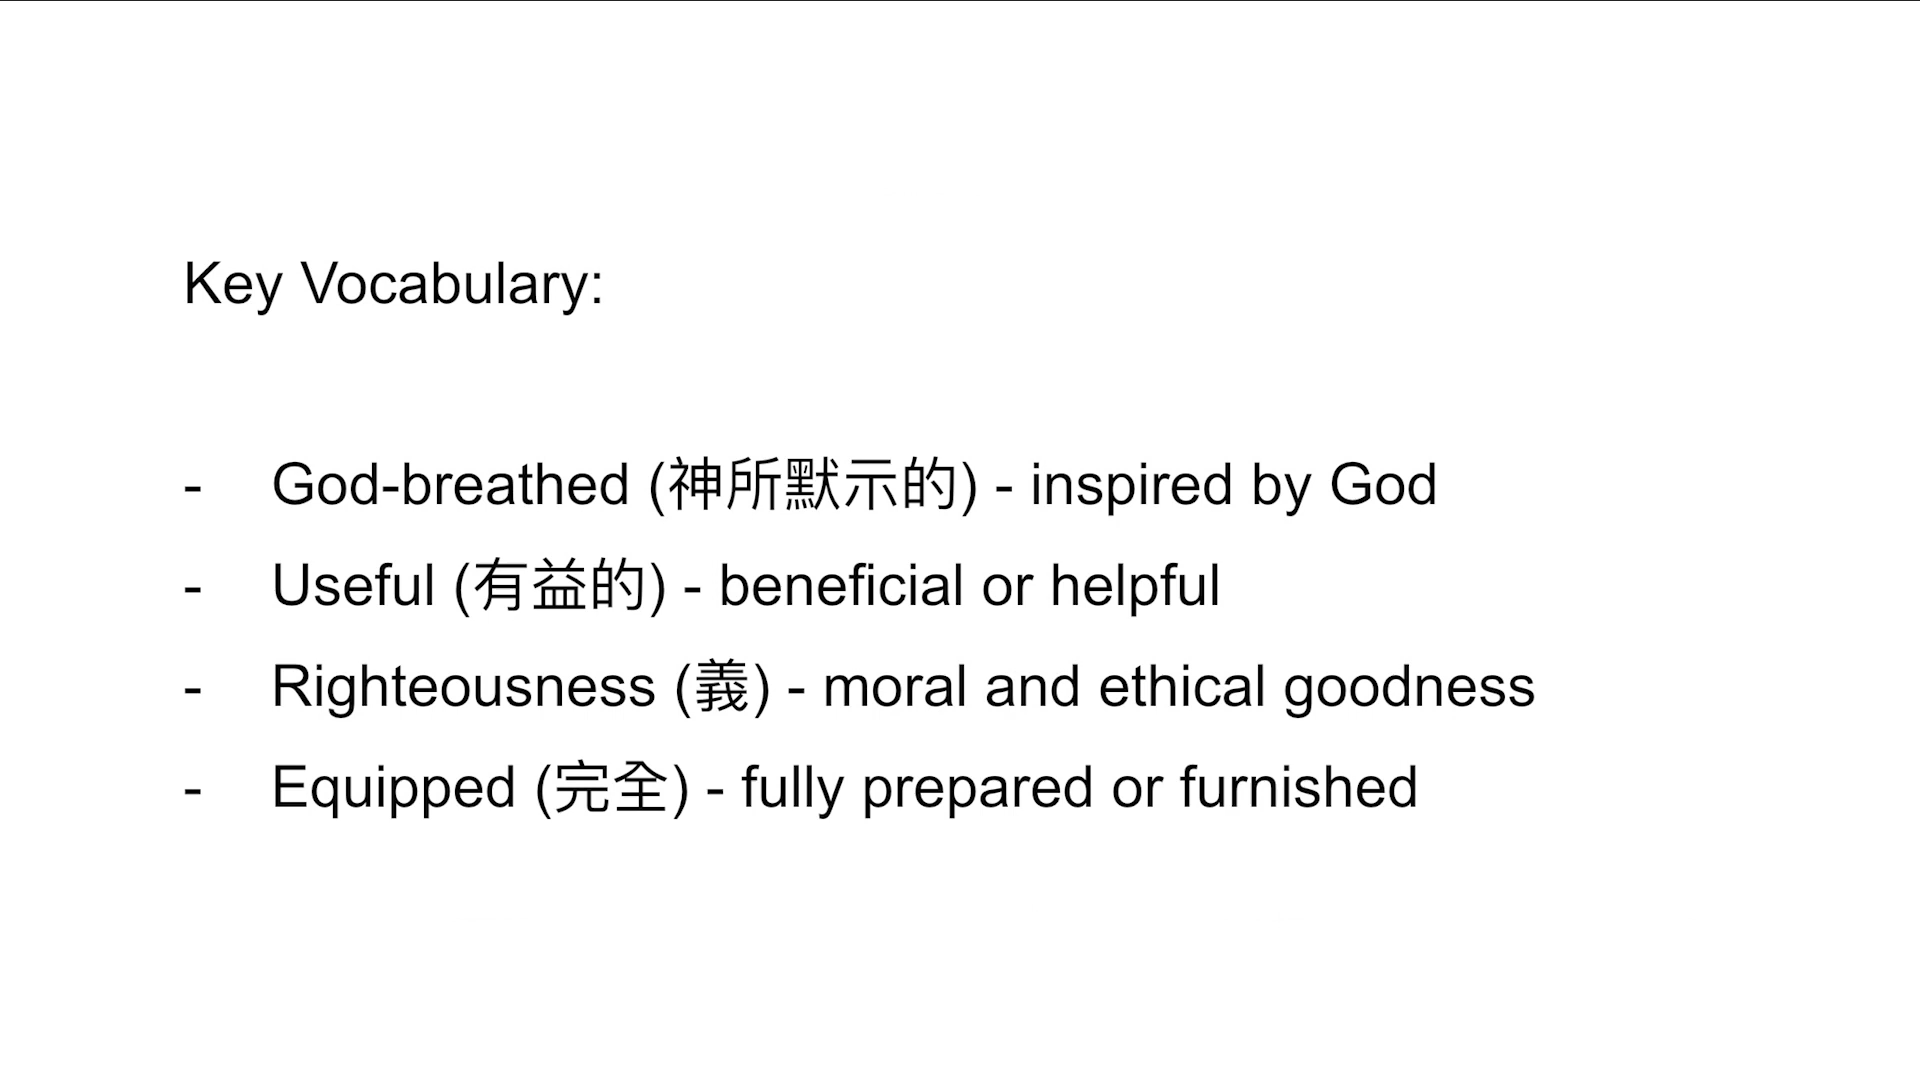 Key Vocabulary:
- God-breathed (神所默示的) - inspired by God
- Useful (有益的) - beneficial or helpful
- Righteousness (義) - moral and ethical goodness
- Equipped (完全) - fully prepared or furnished